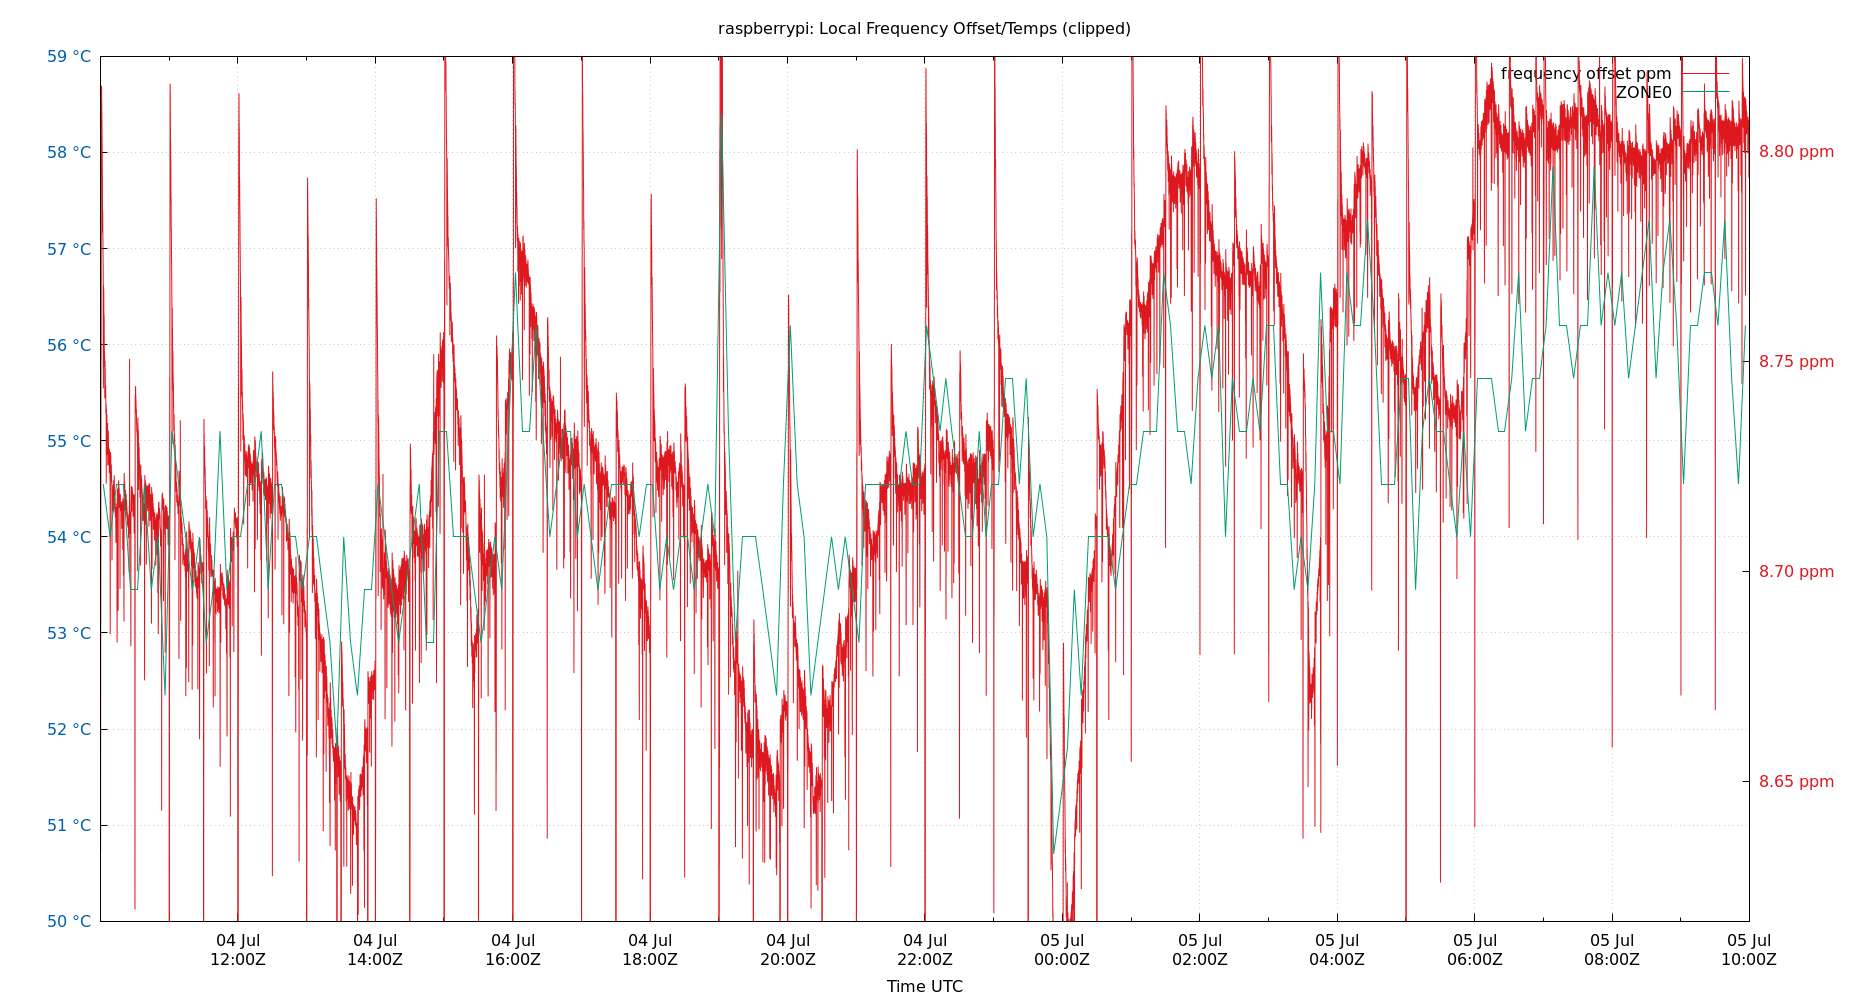 raspberrypi: Local Frequency Offset/Temps (clipped)
59 °C
58 °C
57 °C
56 °C
55 °C
54 °C
53 °C
52 °C
51 °C
50 °C
frequency offset ppm
ZONE0
8.80 ppm
8.75 ppm
8.70 ppm
8.65 ppm
04 Jul 12:00Z
04 Jul 14:00Z
04 Jul 16:00Z
04 Jul 18:00Z
04 Jul 20:00Z
04 Jul 22:00Z
05 Jul 00:00Z
05 Jul 02:00Z
05 Jul 04:00Z
05 Jul 06:00Z
05 Jul 08:00Z
05 Jul 10:00Z
Time UTC